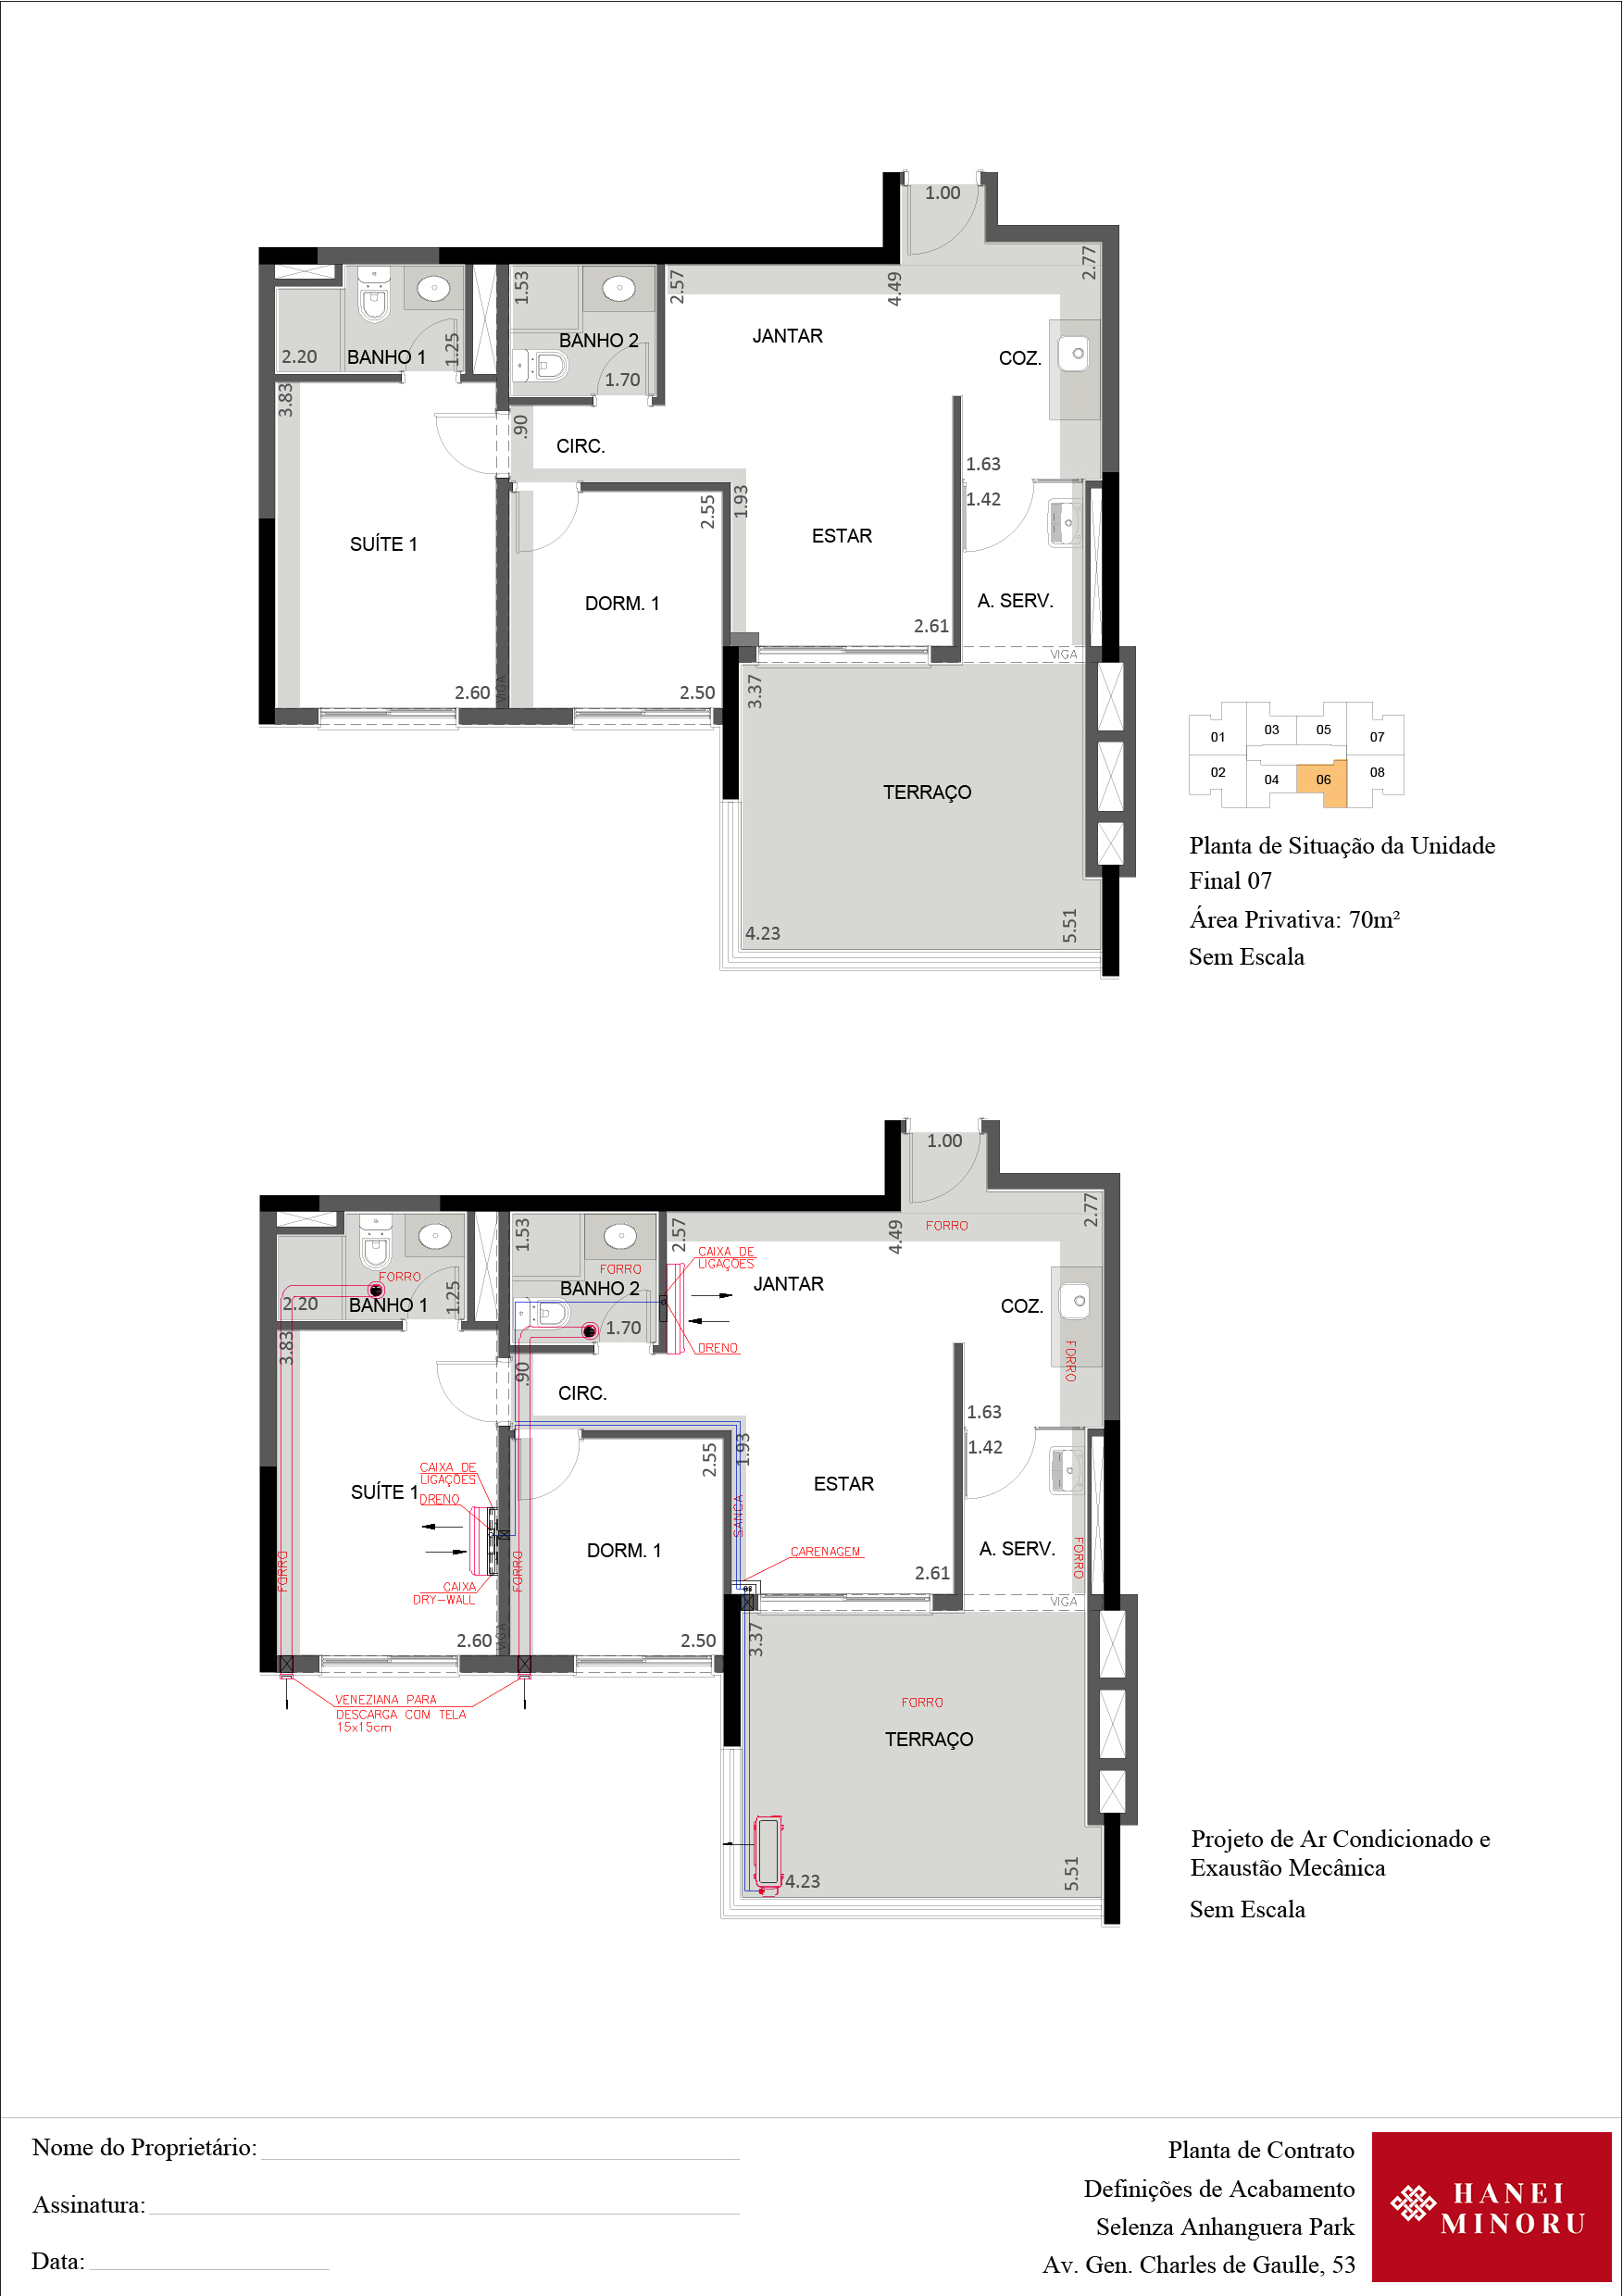 1.00
2.77
1.53
2.57
4.49
2.20
BANHO 1
1.25
BANHO 2
1.70
JANTAR
COZ.
3.83
.90
CIRC.
1.63
1.42
2.55
1.93
SUÍTE 1
ESTAR
DORM. 1
A. SERV.
2.61
VIGA
2.60
VIGA
2.50
3.37
TERRAÇO
4.23
5.51
01
03
05
07
02
04
06
08
Planta de Situação da Unidade
Final 07
Área Privativa: 70m²
Sem Escala
1.00
2.77
1.53
2.57
4.49
FORRO
CAIXA DE
LIGAÇÕES
FORRO
FORRO
2.20
BANHO 1
1.25
BANHO 2
1.70
JANTAR
COZ.
DRENO
FORRO
3.83
.90
CIRC.
1.63
1.42
2.55
1.93
CAIXA DE
LIGAÇÕES
SUÍTE 1
DRENO
ESTAR
SANCA
DORM. 1
CARENAGEM
A. SERV.
FORRO
FORRO
FORRO
CAIXA
DRY-WALL
2.61
VIGA
2.60
VIGA
2.50
3.37
VENEZIANA PARA
DESCARGA COM TELA
15x15cm
FORRO
TERRAÇO
4.23
5.51
Projeto de Ar Condicionado e
Exaustão Mecânica
Sem Escala
Nome do Proprietário:
Assinatura:
Data:
Planta de Contrato
Definições de Acabamento
Selenza Anhanguera Park
Av. Gen. Charles de Gaulle, 53
HANEI
MINORU